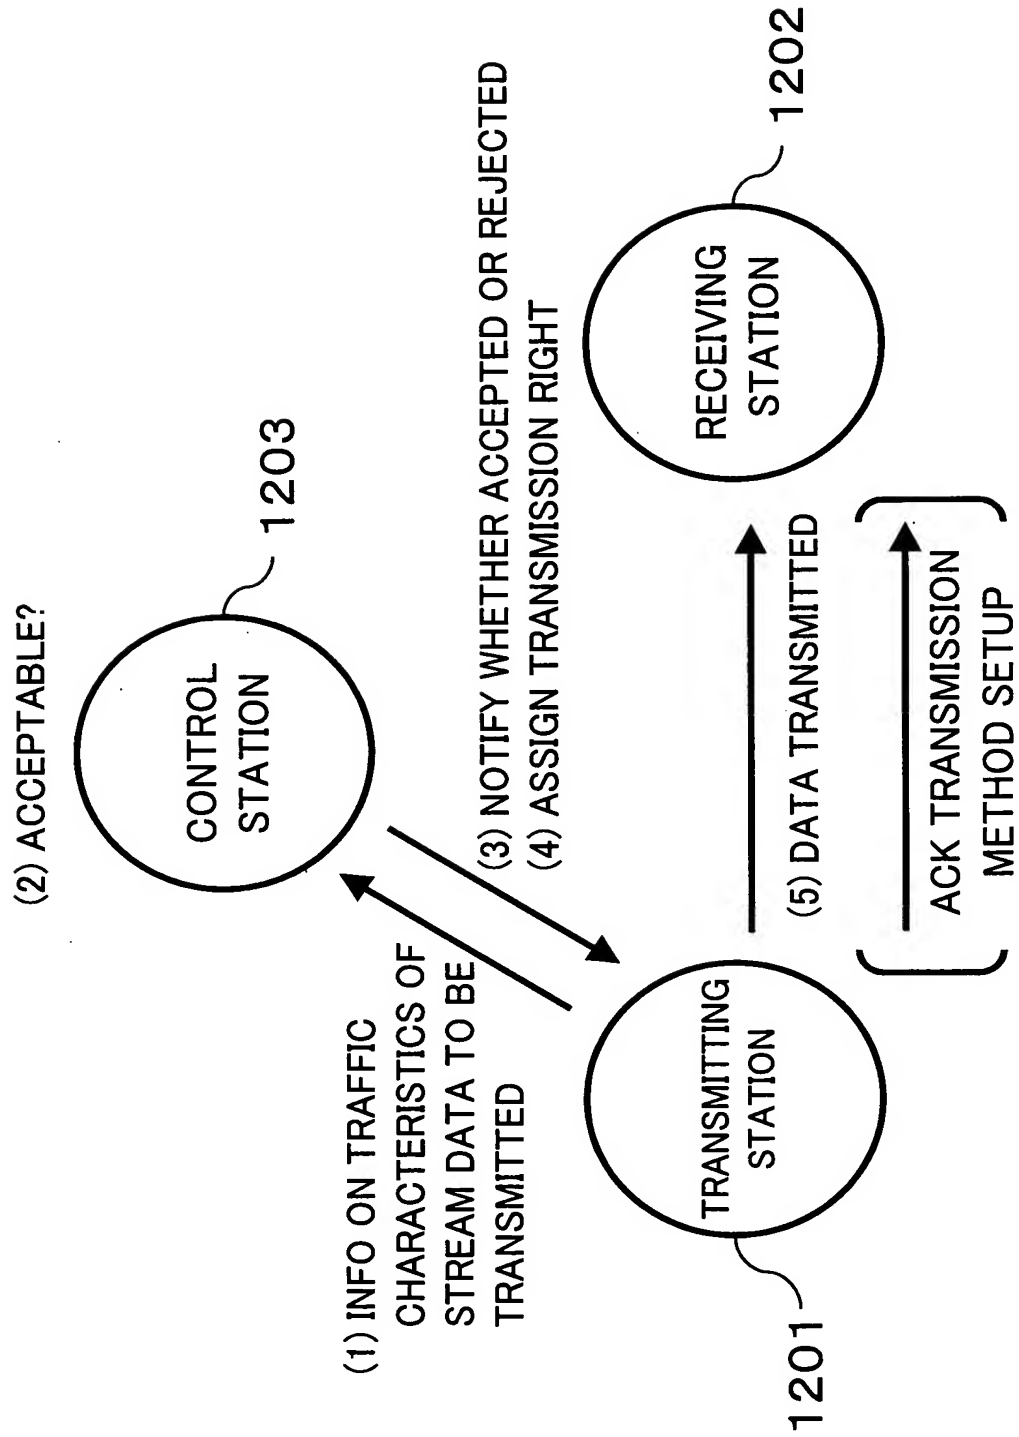 (2) ACCEPTABLE?
CONTROL
STATION
1203
(1) INFO ON TRAFFIC
CHARACTERISTICS OF
STREAM DATA TO BE
TRANSMITTED
(3) NOTIFY WHETHER ACCEPTED OR REJECTED
(4) ASSIGN TRANSMISSION RIGHT
TRANSMITTING
STATION
1201
RECEIVING
STATION
1202
(5) DATA TRANSMITTED
ACK TRANSMISSION
METHOD SETUP